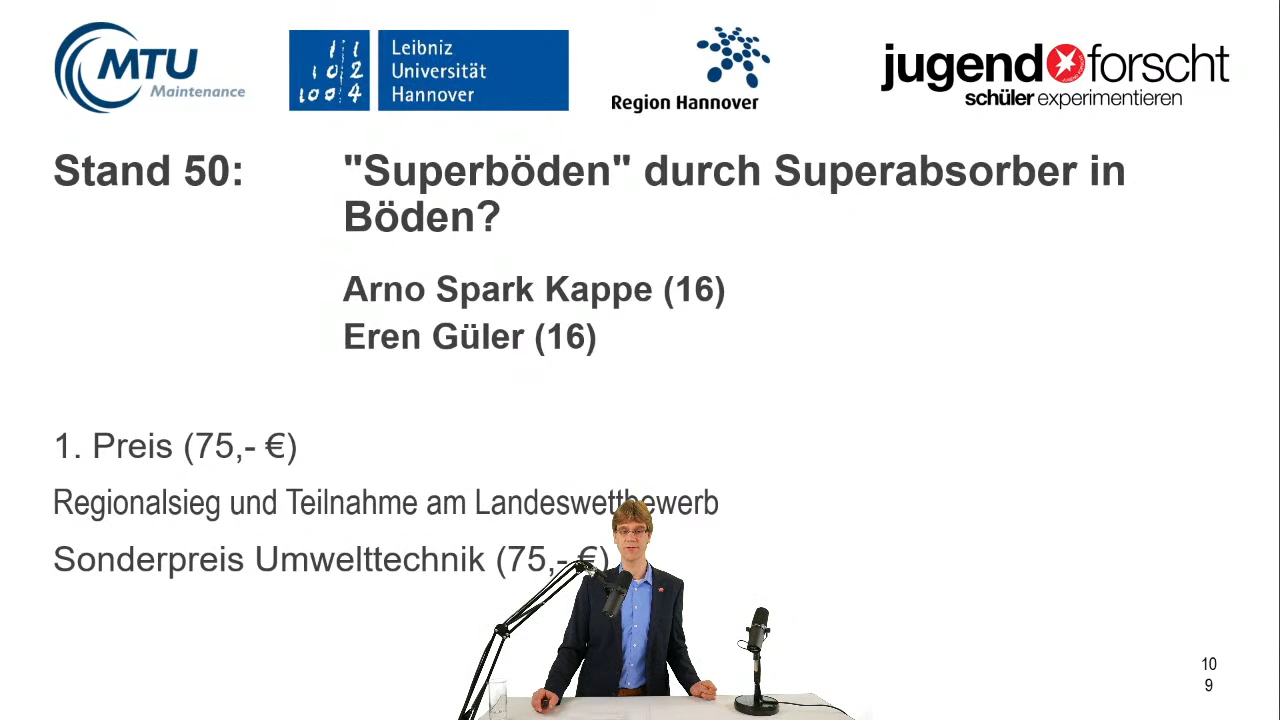 MTU
Maintenance
Leibniz
Universität
Hannover
Region Hannover
jugend forscht
schüler experimentieren
Stand 50: "Superböden" durch Superabsorber in
Böden?
Arno Spark Kappe (16)
Eren Güler (16)
1. Preis (75,- €)
Regionalsieg und Teilnahme am Landeswettbewerb
Sonderpreis Umwelttechnik (75,- €)
10
9